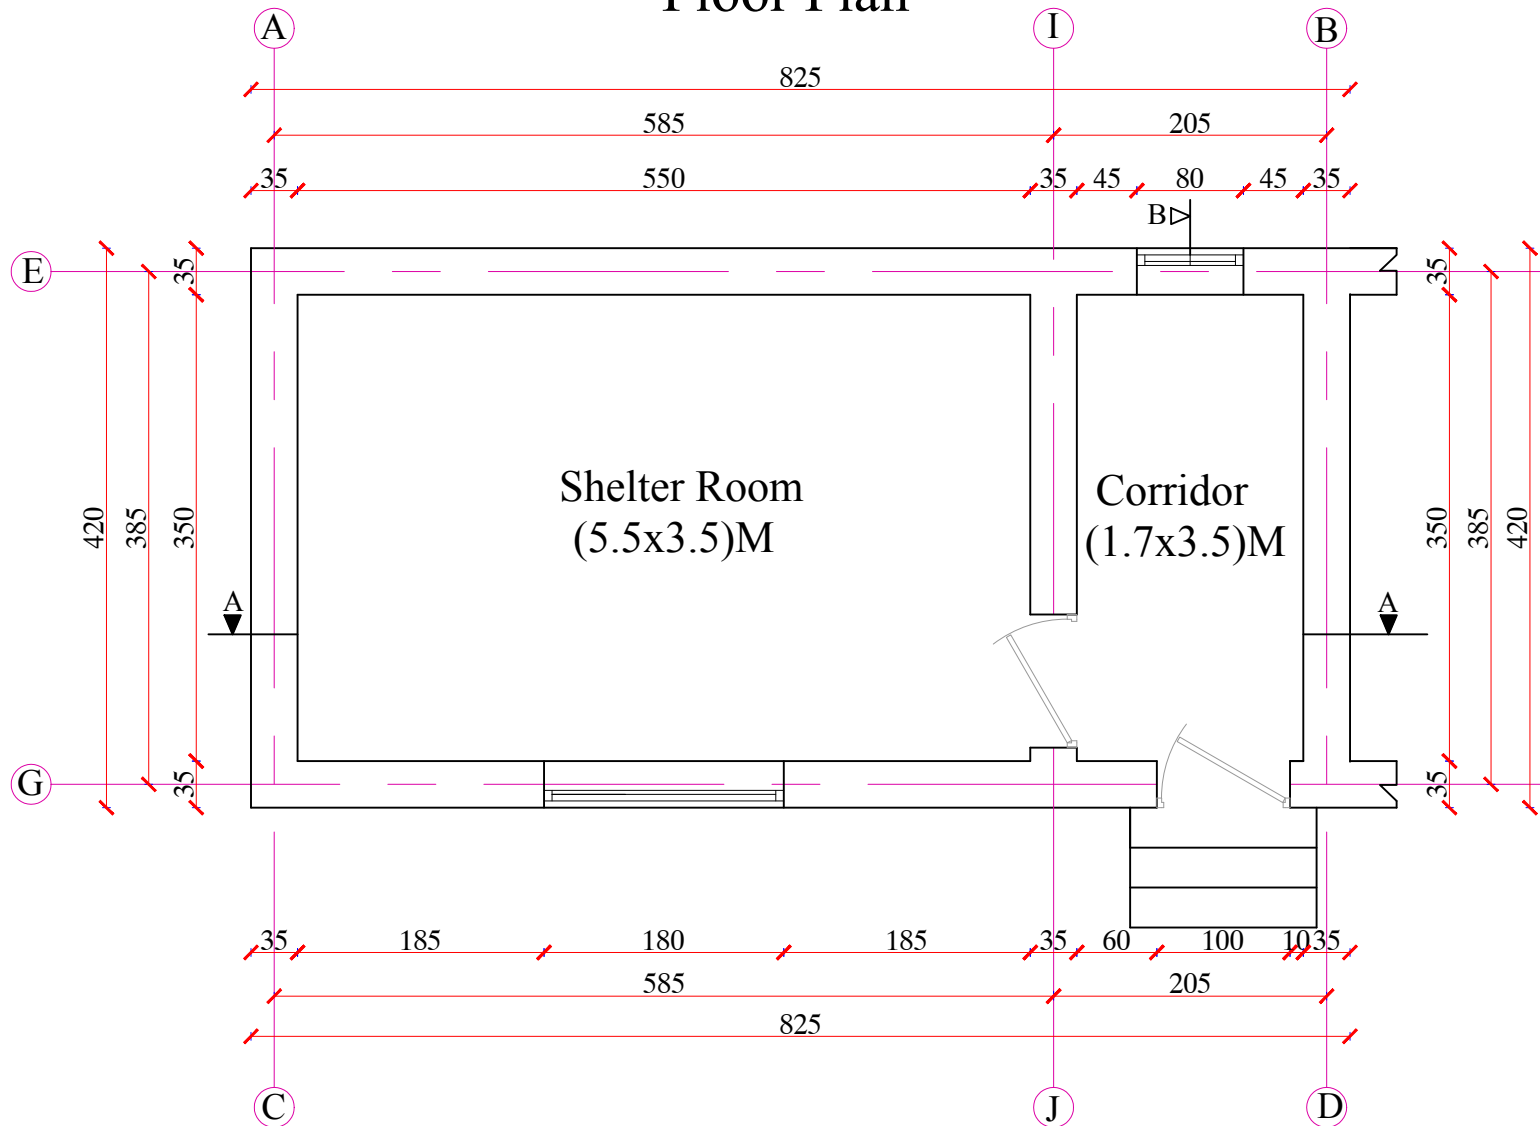 Floor Plan
A I B
825
585 205
35 550 35 45 80 45 35
B
E
35 35
Shelter Room
(5.5x3.5)M
Corridor
(1.7x3.5)M
420 385 350
350 385 420
A A
G
35 35
35 185 180 185 35 60 100 10 35
585 205
825
C J D